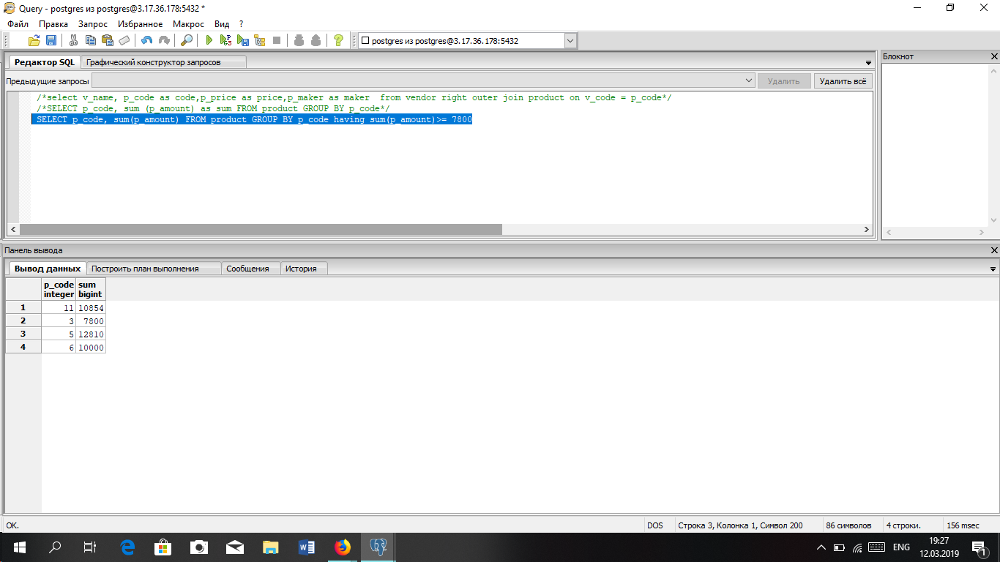 Query - postgres из postgres@3.17.36.178:5432 *
Файл Правка Запрос Избранное Макрос Вид ?
postgres из postgres@3.17.36.178:5432
Редактор SQL Графический конструктор запросов
Блокнот
Предыдущие запросы Удалить Удалить всё
/*select v_name, p_code as code,p_price as price,p_maker as maker  from vendor right outer join product on v_code = p_code*/
/*SELECT p_code, sum (p_amount) as sum FROM product GROUP BY p_code*/
SELECT p_code, sum(p_amount) FROM product GROUP BY p_code having sum(p_amount)>= 7800
Панель вывода
Вывод данных Построить план выполнения Сообщения История
p_code sum
integer bigint
1 11 10854
2 3 7800
3 5 12810
4 6 10000
OK. DOS Строка 3, Колонка 1, Символ 200 86 символов 4 строки. 156 msec
ENG 19:27
12.03.2019 1